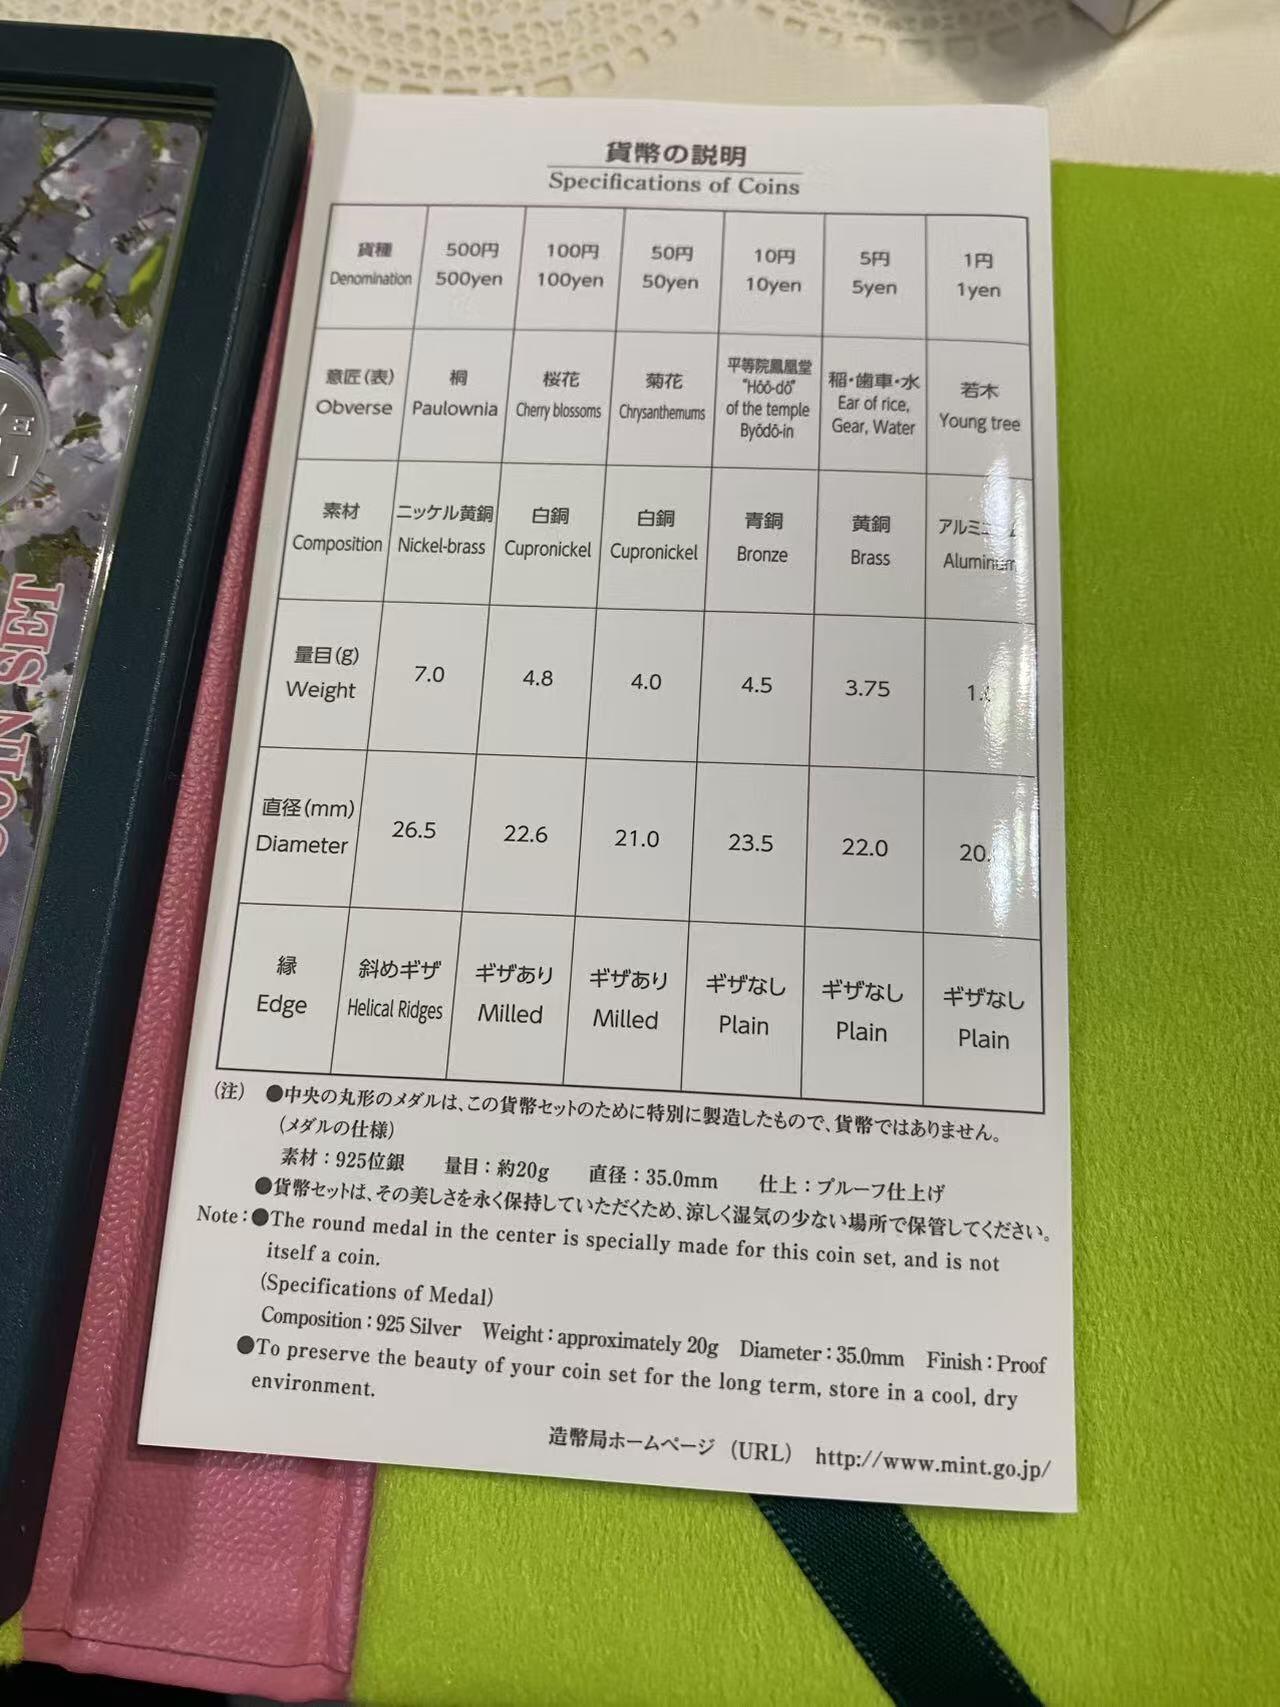 貨幣の説明
Specifications of Coins
貨種 500円 100円 50円 10円 5円 1円
Denomination 500yen 100yen 50yen 10yen 5yen 1yen
意匠(表) 桐 桜花 菊花 平等院鳳凰堂 稲・歯車・水 若木
Obverse Paulownia Cherry blossoms Chrysanthemums "Hōō-dō" of the temple Byōdō-in Ear of rice, Gear, Water Young tree
素材 ニッケル黄銅 白銅 白銅 青銅 黄銅
Composition Nickel-brass Cupronickel Cupronickel Bronze Brass Aluminum
量目(g) 7.0 4.8 4.0 4.5 3.75
Weight
直径(mm) 26.5 22.6 21.0 23.5 22.0
Diameter
縁 斜めギザ ギザあり ギザあり ギザなし ギザなし ギザなし
Edge Helical Ridges Milled Milled Plain Plain Plain
(注) ●中央の丸形のメダルは、この貨幣セットのために特別に製造したもので、貨幣ではありません。
(メダルの仕様)
素材：925位銀 量目：約20g 直径：35.0mm 仕上：プルーフ仕上げ
●貨幣セットは、その美しさを永く保持していただくため、涼しく湿気の少ない場所で保管してください。
Note：●The round medal in the center is specially made for this coin set, and is not
itself a coin.
(Specifications of Medal)
Composition：925 Silver Weight：approximately 20g Diameter：35.0mm Finish：Proof
●To preserve the beauty of your coin set for the long term, store in a cool, dry
environment.
造幣局ホームページ (URL) http://www.mint.go.jp/
COIN SET